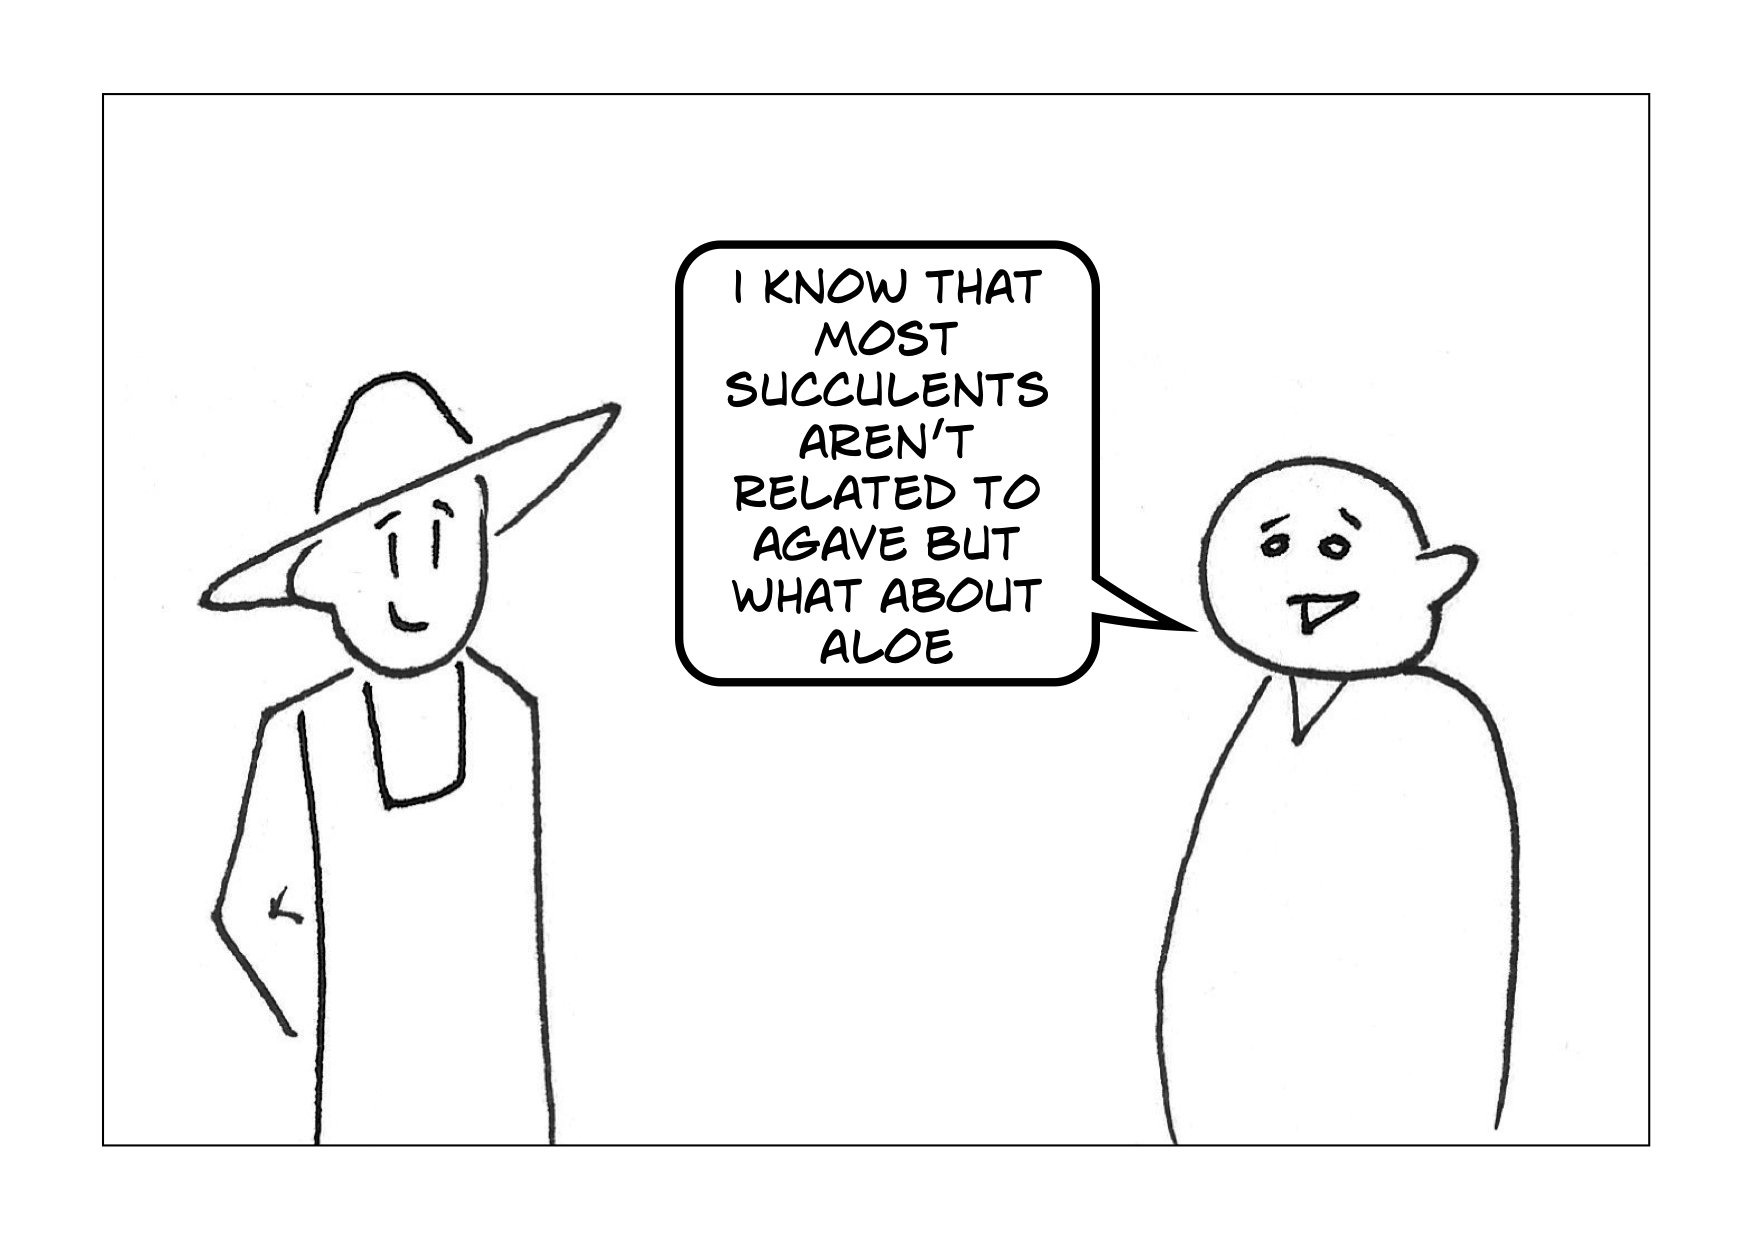 I KNOW THAT
MOST
SUCCULENTS
AREN'T
RELATED TO
AGAVE BUT
WHAT ABOUT
ALOE